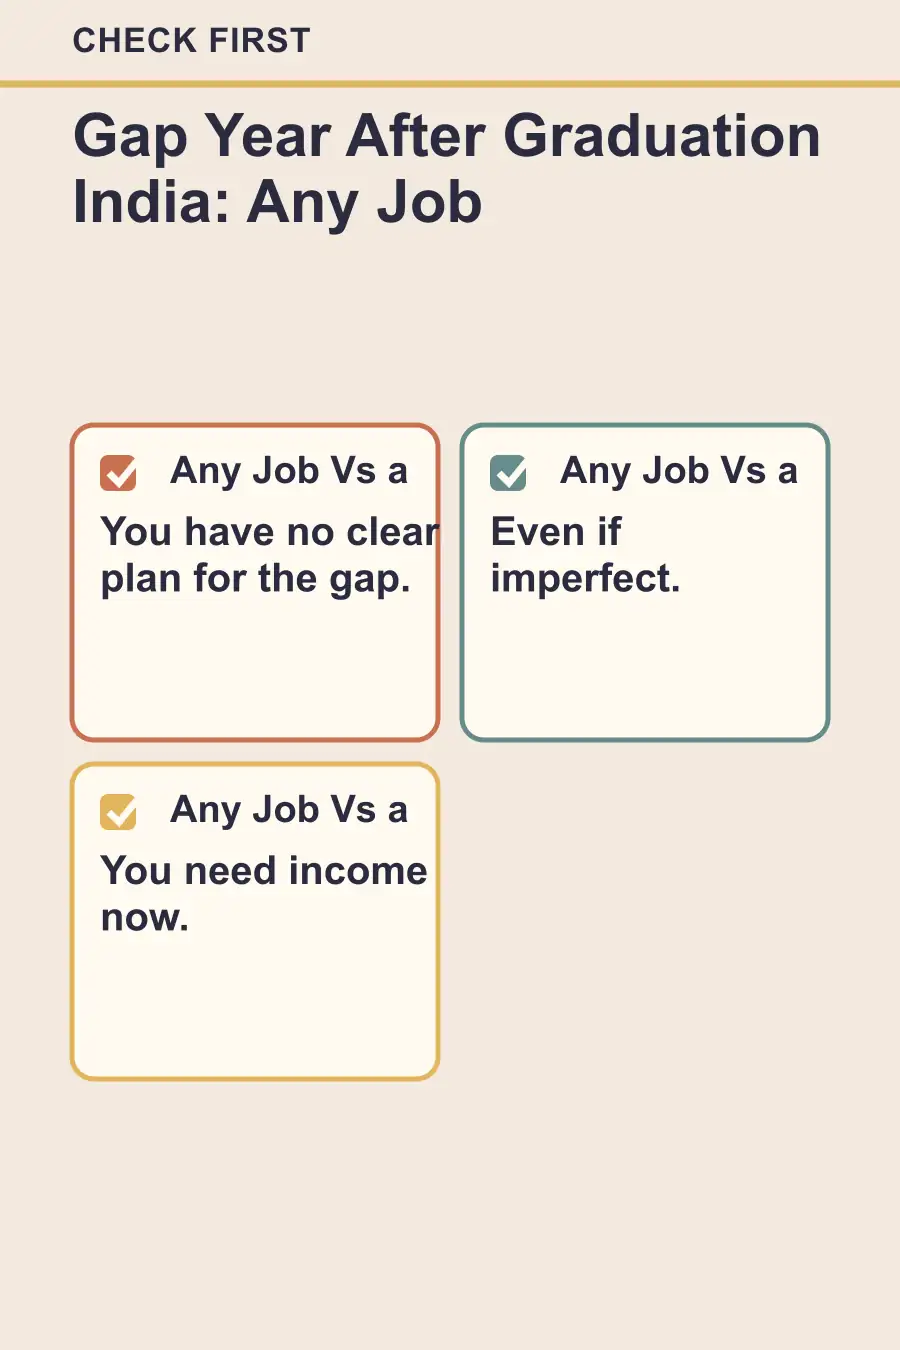 CHECK FIRST
Gap Year After Graduation
India: Any Job
Any Job Vs a
You have no clear
plan for the gap.
Any Job Vs a
Even if
imperfect.
Any Job Vs a
You need income
now.